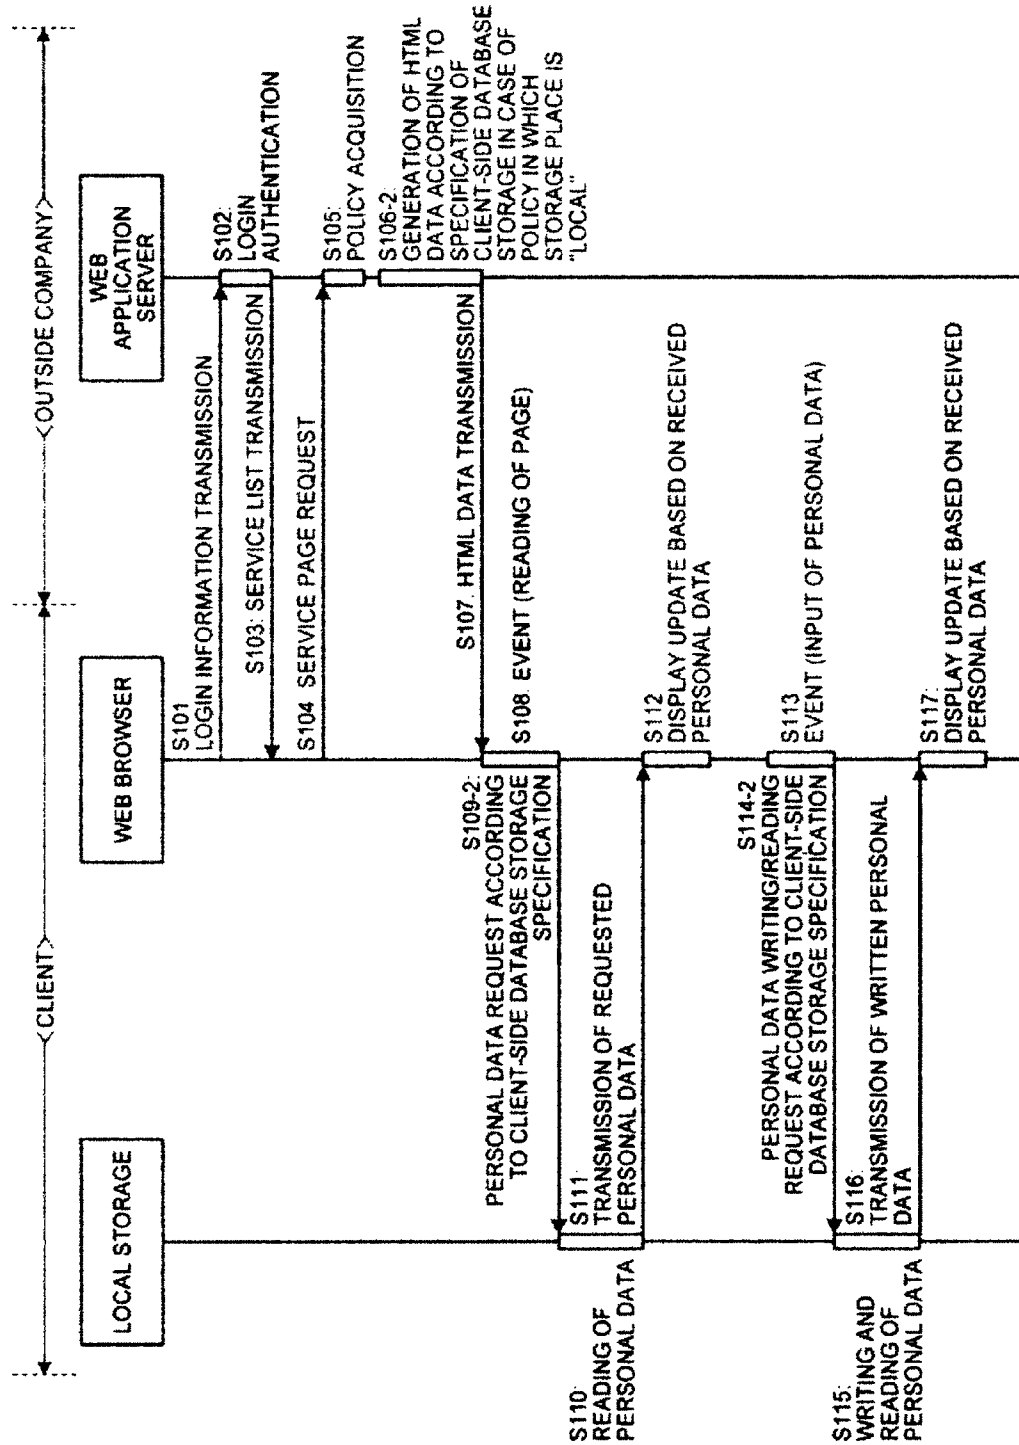 <CLIENT>
<OUTSIDE COMPANY>
LOCAL STORAGE
WEB BROWSER
WEB
APPLICATION
SERVER
S101
LOGIN INFORMATION TRANSMISSION
S102:
LOGIN
AUTHENTICATION
S103: SERVICE LIST TRANSMISSION
S104 SERVICE PAGE REQUEST
S105:
POLICY ACQUISITION
S106-2:
GENERATION OF HTML
DATA ACCORDING TO
SPECIFICATION OF
CLIENT-SIDE DATABASE
STORAGE IN CASE OF
POLICY IN WHICH
STORAGE PLACE IS
"LOCAL"
S107. HTML DATA TRANSMISSION
S108. EVENT (READING OF PAGE)
S109-2:
PERSONAL DATA REQUEST ACCORDING
TO CLIENT-SIDE DATABASE STORAGE
SPECIFICATION
S110:
READING OF
PERSONAL DATA
S111
TRANSMISSION OF REQUESTED
PERSONAL DATA
S112
DISPLAY UPDATE BASED ON RECEIVED
PERSONAL DATA
S113
EVENT (INPUT OF PERSONAL DATA)
S114-2
PERSONAL DATA WRITING/READING
REQUEST ACCORDING TO CLIENT-SIDE
DATABASE STORAGE SPECIFICATION
S115:
WRITING AND
READING OF
PERSONAL DATA
S116:
TRANSMISSION OF WRITTEN PERSONAL
DATA
S117:
DISPLAY UPDATE BASED ON RECEIVED
PERSONAL DATA